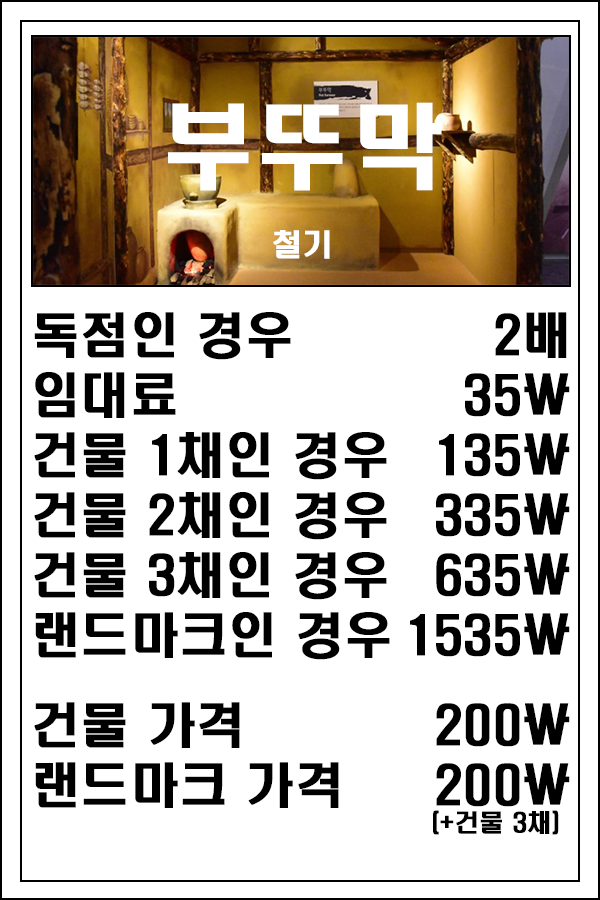 부뚜막
부뚜막
철기
독점인 경우 2배
임대료 35₩
건물 1채인 경우 135₩
건물 2채인 경우 335₩
건물 3채인 경우 635₩
랜드마크인 경우 1535₩
건물 가격 200₩
랜드마크 가격 200₩
(+건물 3채)